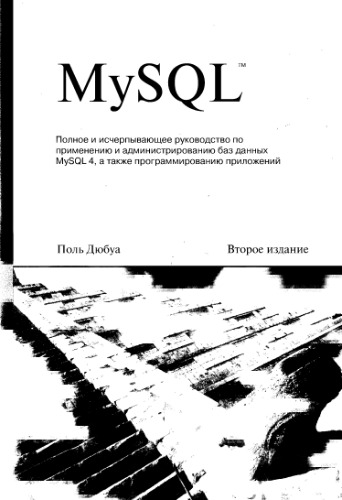 MySQL™
Полное и исчерпывающее руководство по
применению и администрированию баз данных
MySQL 4, а также программированию приложений
Поль Дюбуа Второе издание